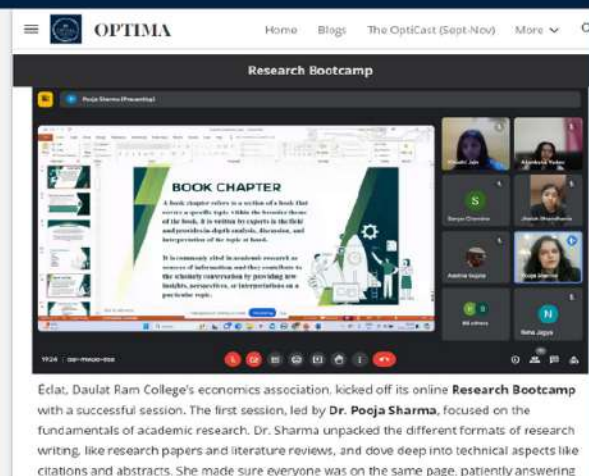 OPTIMA
Home Blogs The OptiCast (Sept-Nov) More
Research Bootcamp
Pooja Sharma (Presenting)
BOOK CHAPTER
A book chapter refers to a section of a book that
covers a specific topic within the broader theme
of the book. It is written by experts in the field
and provides in-depth analysis, discussion, and
interpretation of the topic at hand.
It is commonly cited in academic research as
sources of information and they contribute to
the scholarly conversation by providing new
insights, perspectives, or interpretations on a
particular topic.
Jain
S
Pooja Sharma
N
19:24
Éclat, Daulat Ram College's economics association, kicked off its online Research Bootcamp
with a successful session. The first session, led by Dr. Pooja Sharma, focused on the
fundamentals of academic research. Dr. Sharma unpacked the different formats of research
writing, like research papers and literature reviews, and dove deep into technical aspects like
citations and abstracts. She made sure everyone was on the same page, patiently answering